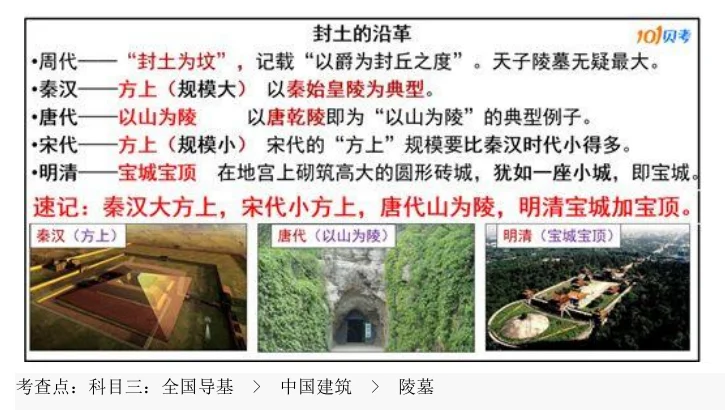 封土的沿革
101贝考
•周代——“封土为坟”，记载“以爵为封丘之度”。天子陵墓无疑最大。
•秦汉——方上（规模大） 以秦始皇陵为典型。
•唐代——以山为陵 以唐乾陵即为“以山为陵”的典型例子。
•宋代——方上（规模小） 宋代的“方上”规模要比秦汉时代小得多。
•明清——宝城宝顶 在地宫上砌筑高大的圆形砖城，犹如一座小城，即宝城。
速记：秦汉大方上，宋代小方上，唐代山为陵，明清宝城加宝顶。
秦汉（方上）
唐代（以山为陵）
明清（宝城宝顶）
考查点：科目三：全国导基 > 中国建筑 > 陵墓